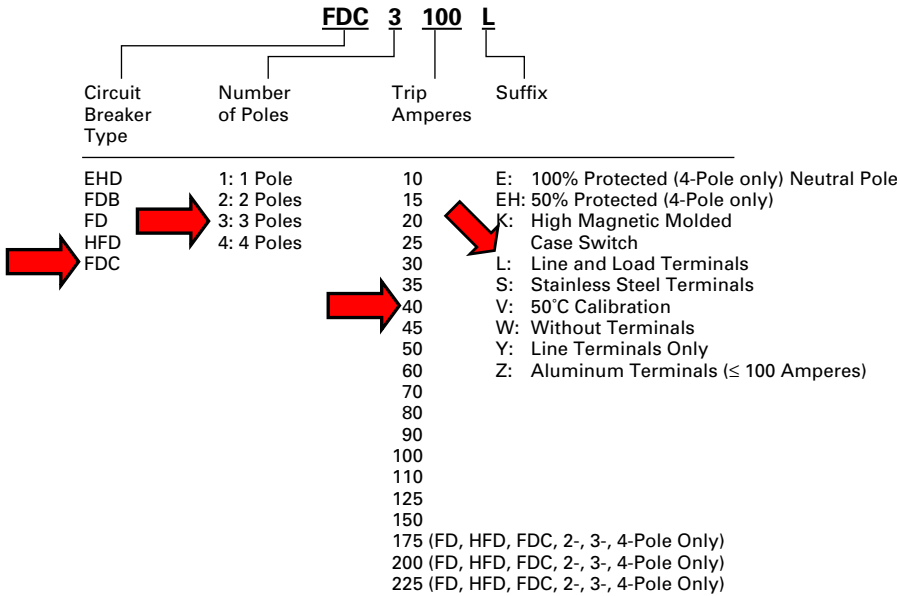 FDC 3 100 L
Circuit Breaker Type
Number of Poles
Trip Amperes
Suffix
EHD
FDB
FD
HFD
FDC
1: 1 Pole
2: 2 Poles
3: 3 Poles
4: 4 Poles
10
15
20
25
30
35
40
45
50
60
70
80
90
100
110
125
150
175 (FD, HFD, FDC, 2-, 3-, 4-Pole Only)
200 (FD, HFD, FDC, 2-, 3-, 4-Pole Only)
225 (FD, HFD, FDC, 2-, 3-, 4-Pole Only)
E: 100% Protected (4-Pole only) Neutral Pole
EH: 50% Protected (4-Pole only)
K: High Magnetic Molded
Case Switch
L: Line and Load Terminals
S: Stainless Steel Terminals
V: 50˚C Calibration
W: Without Terminals
Y: Line Terminals Only
Z: Aluminum Terminals (≤ 100 Amperes)